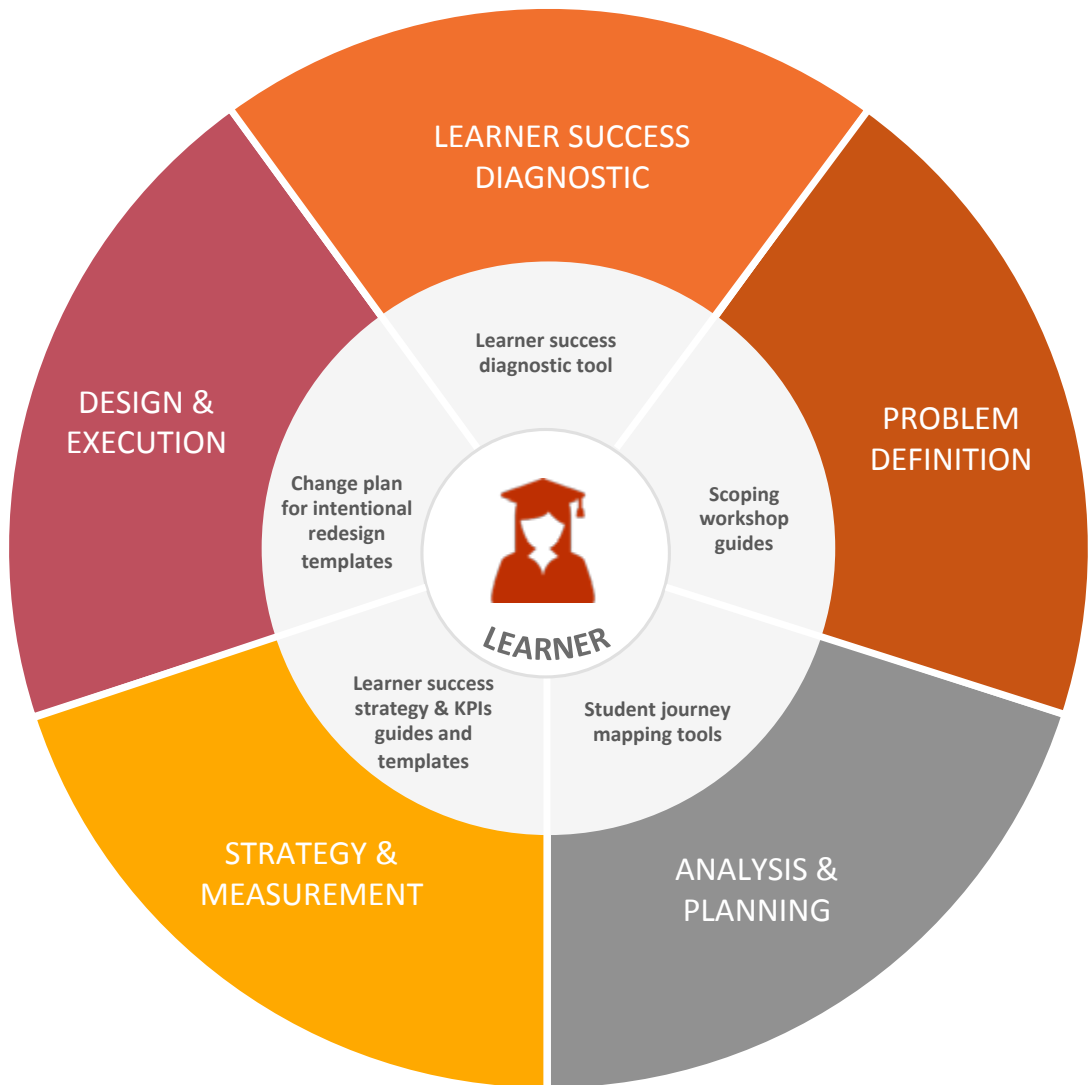 LEARNER SUCCESS
DIAGNOSTIC
PROBLEM
DEFINITION
ANALYSIS &
PLANNING
STRATEGY &
MEASUREMENT
DESIGN &
EXECUTION
Learner success
diagnostic tool
Scoping
workshop
guides
Student journey
mapping tools
Learner success
strategy & KPIs
guides and
templates
Change plan
for intentional
redesign
templates
LEARNER